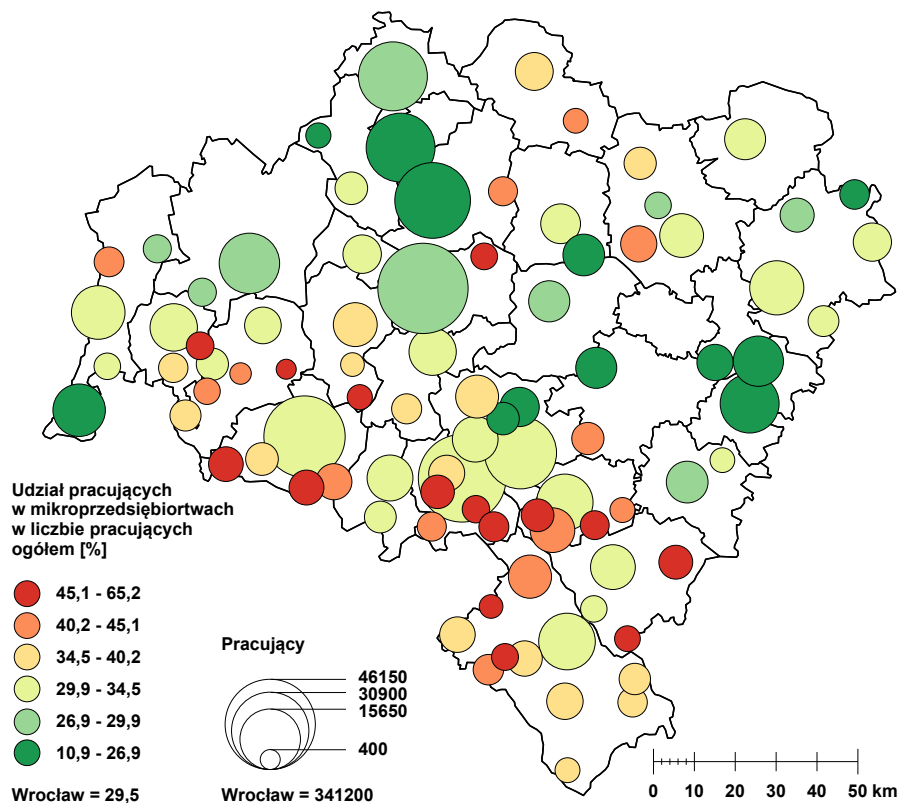 Udział pracujących
w mikroprzedsiębiortwach
w liczbie pracujących
ogółem [%]
45,1 - 65,2
40,2 - 45,1
34,5 - 40,2
29,9 - 34,5
26,9 - 29,9
10,9 - 26,9
Wrocław = 29,5
Pracujący
46150
30900
15650
400
Wrocław = 341200
0 10 20 30 40 50 km